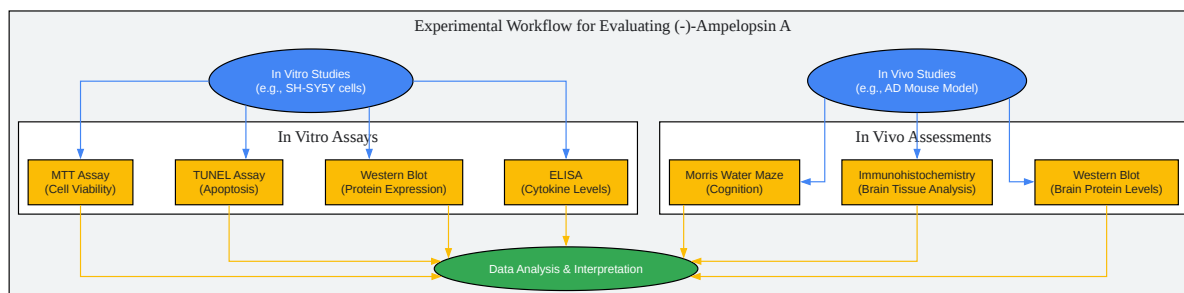 Experimental Workflow for Evaluating (-)-Ampelopsin A
In Vitro Studies
(e.g., SH-SY5Y cells)
In Vivo Studies
(e.g., AD Mouse Model)
In Vitro Assays
In Vivo Assessments
MTT Assay
(Cell Viability)
TUNEL Assay
(Apoptosis)
Western Blot
(Protein Expression)
ELISA
(Cytokine Levels)
Morris Water Maze
(Cognition)
Immunohistochemistry
(Brain Tissue Analysis)
Western Blot
(Brain Protein Levels)
Data Analysis & Interpretation